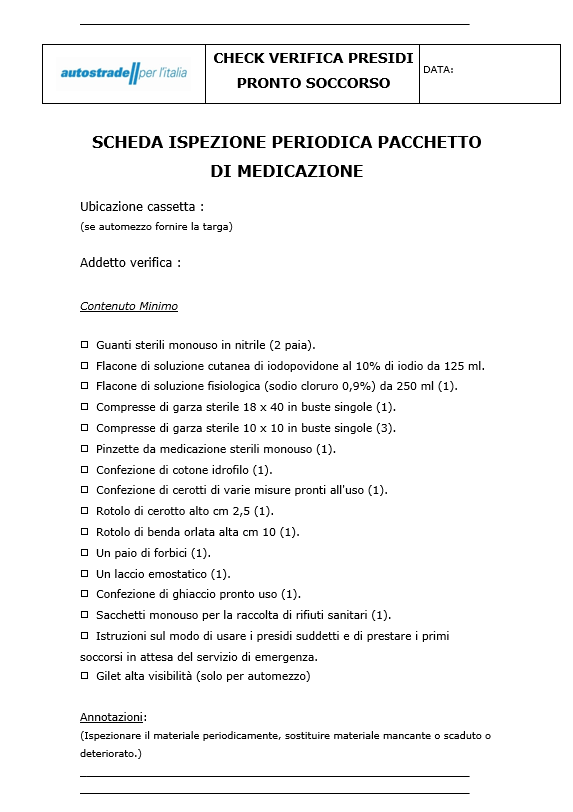 autostrade//per l'italia
CHECK VERIFICA PRESIDI
PRONTO SOCCORSO
DATA:
SCHEDA ISPEZIONE PERIODICA PACCHETTO
DI MEDICAZIONE
Ubicazione cassetta :
(se automezzo fornire la targa)
Addetto verifica :
Contenuto Minimo
□ Guanti sterili monouso in nitrile (2 paia).
□ Flacone di soluzione cutanea di iodopovidone al 10% di iodio da 125 ml.
□ Flacone di soluzione fisiologica (sodio cloruro 0,9%) da 250 ml (1).
□ Compresse di garza sterile 18 x 40 in buste singole (1).
□ Compresse di garza sterile 10 x 10 in buste singole (3).
□ Pinzette da medicazione sterili monouso (1).
□ Confezione di cotone idrofilo (1).
□ Confezione di cerotti di varie misure pronti all'uso (1).
□ Rotolo di cerotto alto cm 2,5 (1).
□ Rotolo di benda orlata alta cm 10 (1).
□ Un paio di forbici (1).
□ Un laccio emostatico (1).
□ Confezione di ghiaccio pronto uso (1).
□ Sacchetti monouso per la raccolta di rifiuti sanitari (1).
□ Istruzioni sul modo di usare i presidi suddetti e di prestare i primi
soccorsi in attesa del servizio di emergenza.
□ Gilet alta visibilità (solo per automezzo)
Annotazioni:
(Ispezionare il materiale periodicamente, sostituire materiale mancante o scaduto o
deteriorato.)